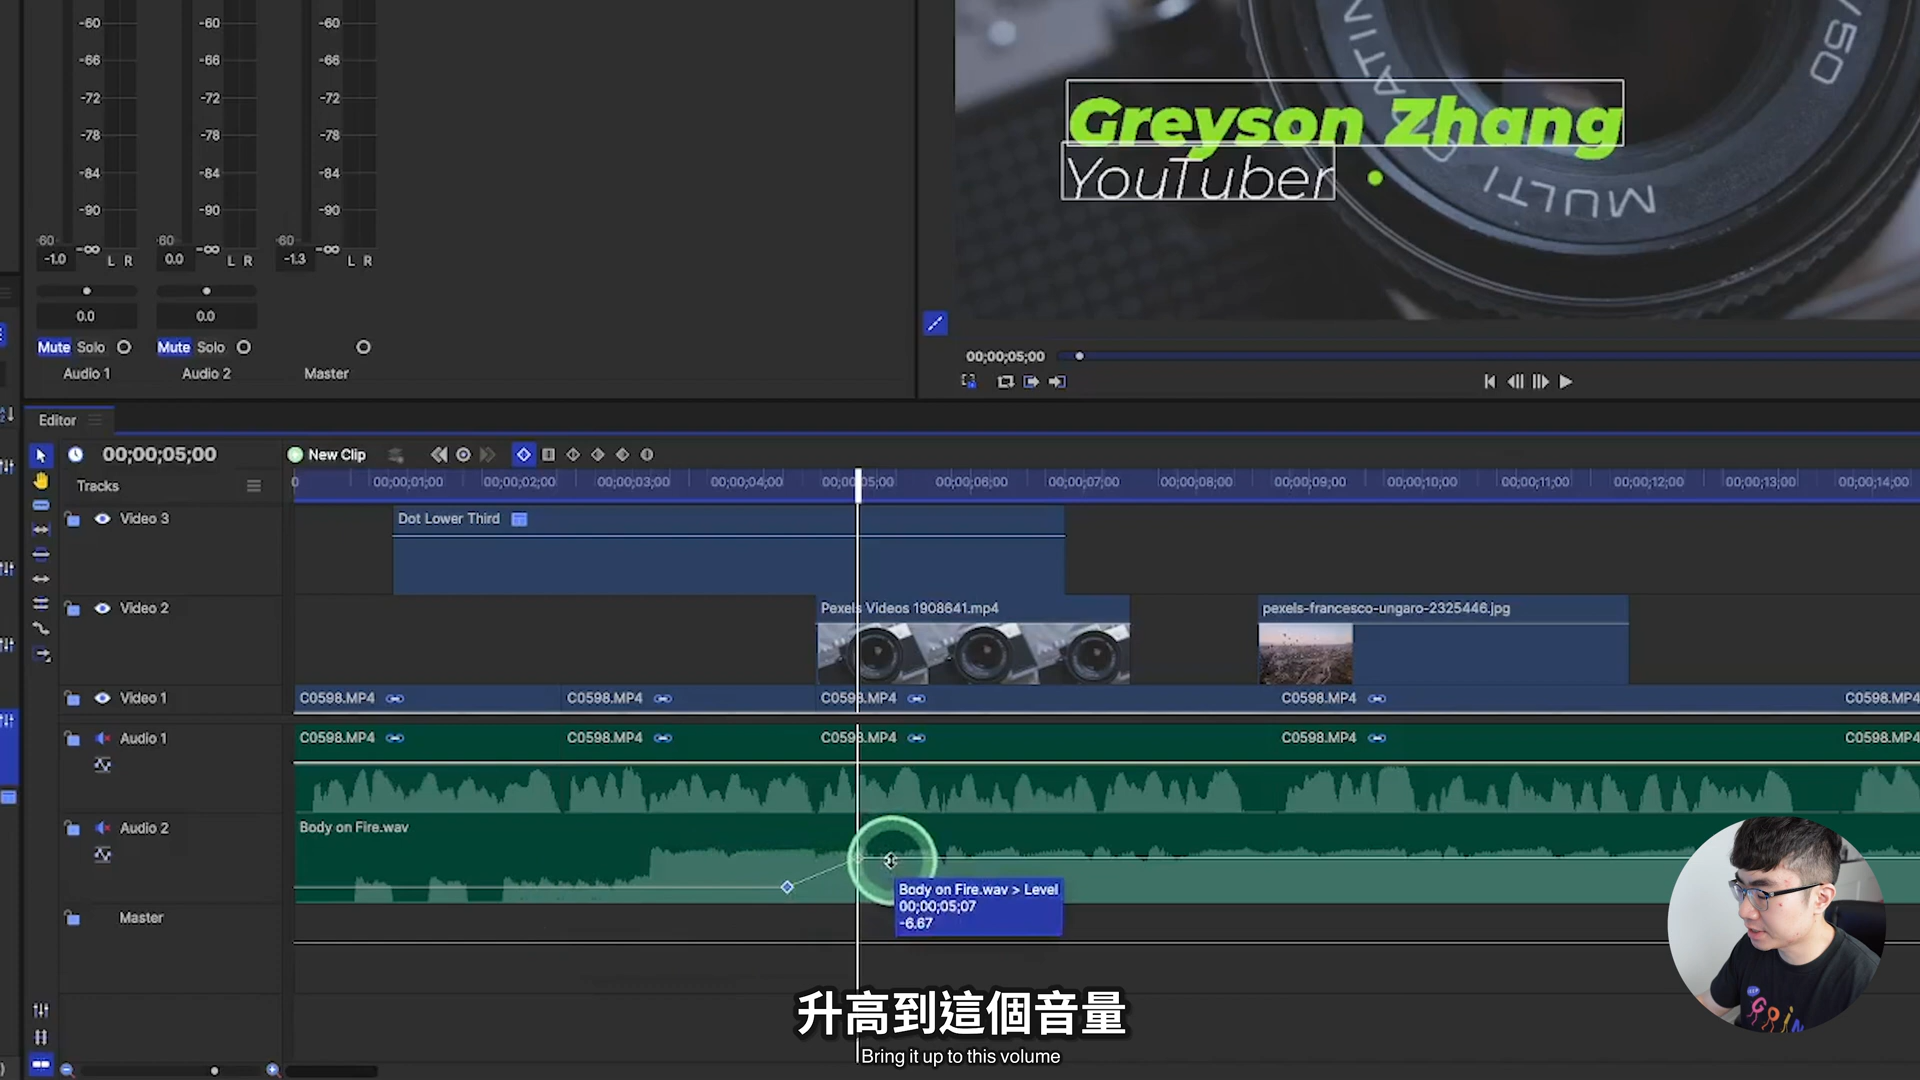 -60 -60 -60
-66 -66 -66
-72 -72 -72
-78 -78 -78
-84 -84 -84
-90 -90 -90
-60 -∞ -60 -∞ -60 -∞
-1.0 L R 0.0 L R -1.3 L R
0.0 0.0
Mute Solo Mute Solo
Audio 1 Audio 2 Master
Greyson Zhang
YouTuber
MULTI
/50
00;00;05;00
Editor
00;00;05;00 New Clip
Tracks
0 00;00;01;00 00;00;02;00 00;00;03;00 00;00;04;00 00;00;05;00 00;00;06;00 00;00;07;00 00;00;08;00 00;00;09;00 00;00;10;00 00;00;11;00 00;00;12;00 00;00;13;00 00;00;14;00
Video 3 Dot Lower Third
Video 2 Pexels Videos 1908641.mp4 pexels-francesco-ungaro-2325446.jpg
Video 1 C0598.MP4 C0598.MP4 C0598.MP4 C0598.MP4 C0598.MP4
Audio 1 C0598.MP4 C0598.MP4 C0598.MP4 C0598.MP4 C0598.MP4
Audio 2 Body on Fire.wav
Body on Fire.wav > Level
00;00;05;07
-6.67
Master
升高到這個音量
Bring it up to this volume